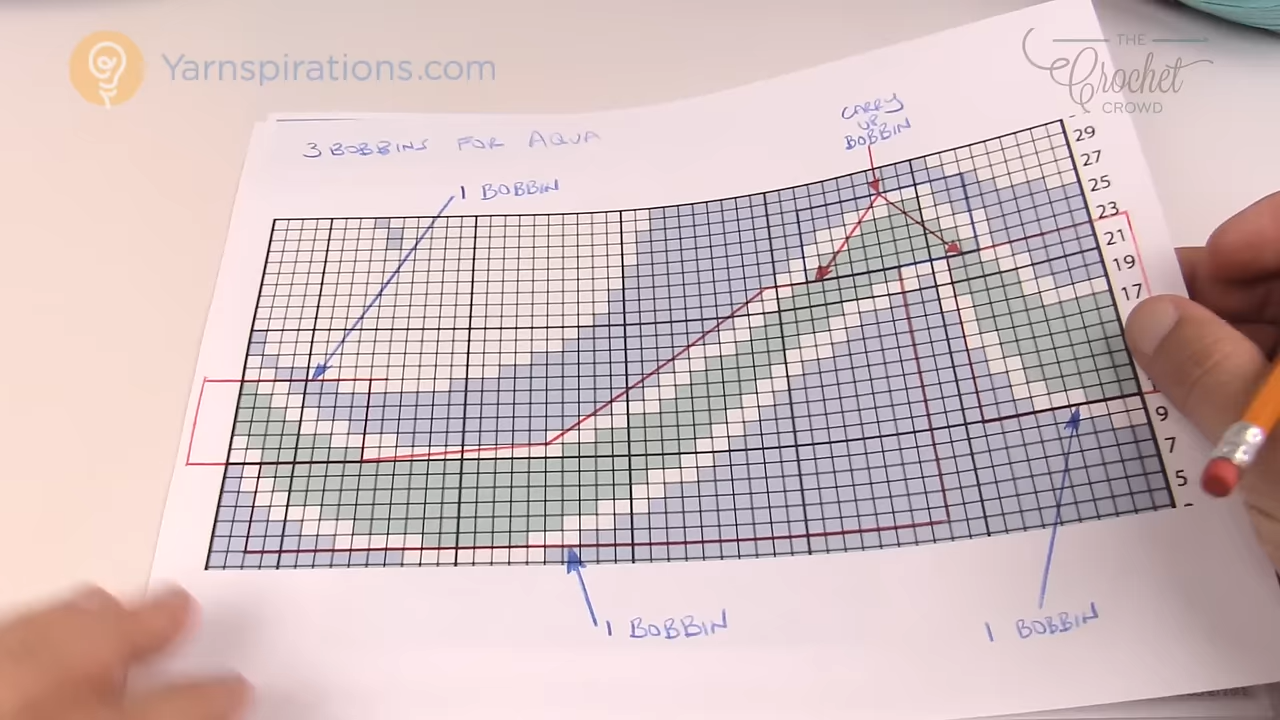 Yarnspirations.com
THE
Crochet
CROWD
3 BOBBINS FOR AQUA
CARRY
UP
BOBBIN
1 BOBBIN
29
27
25
23
21
19
17
9
7
5
1 BOBBIN
1 BOBBIN